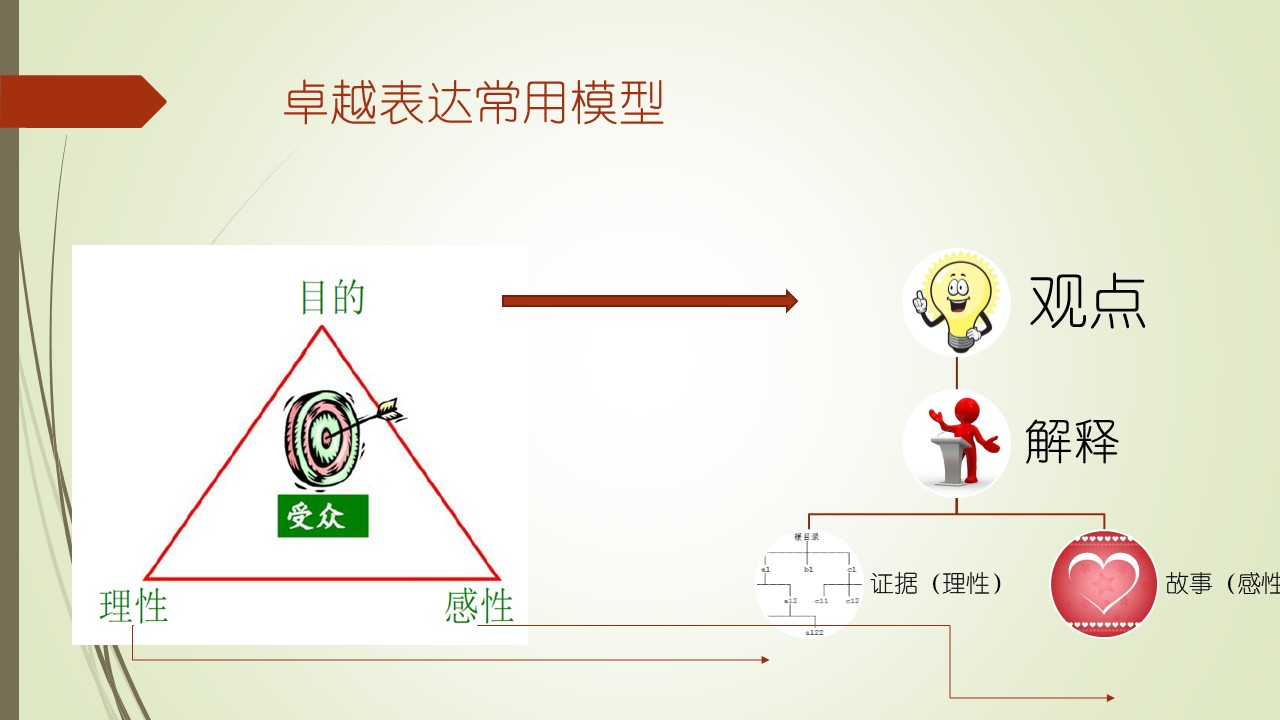 卓越表达常用模型
目的
受众
理性
感性
观点
解释
根目录
a1 b1 c1
a12 c11 c12
a122
证据（理性）
故事（感性